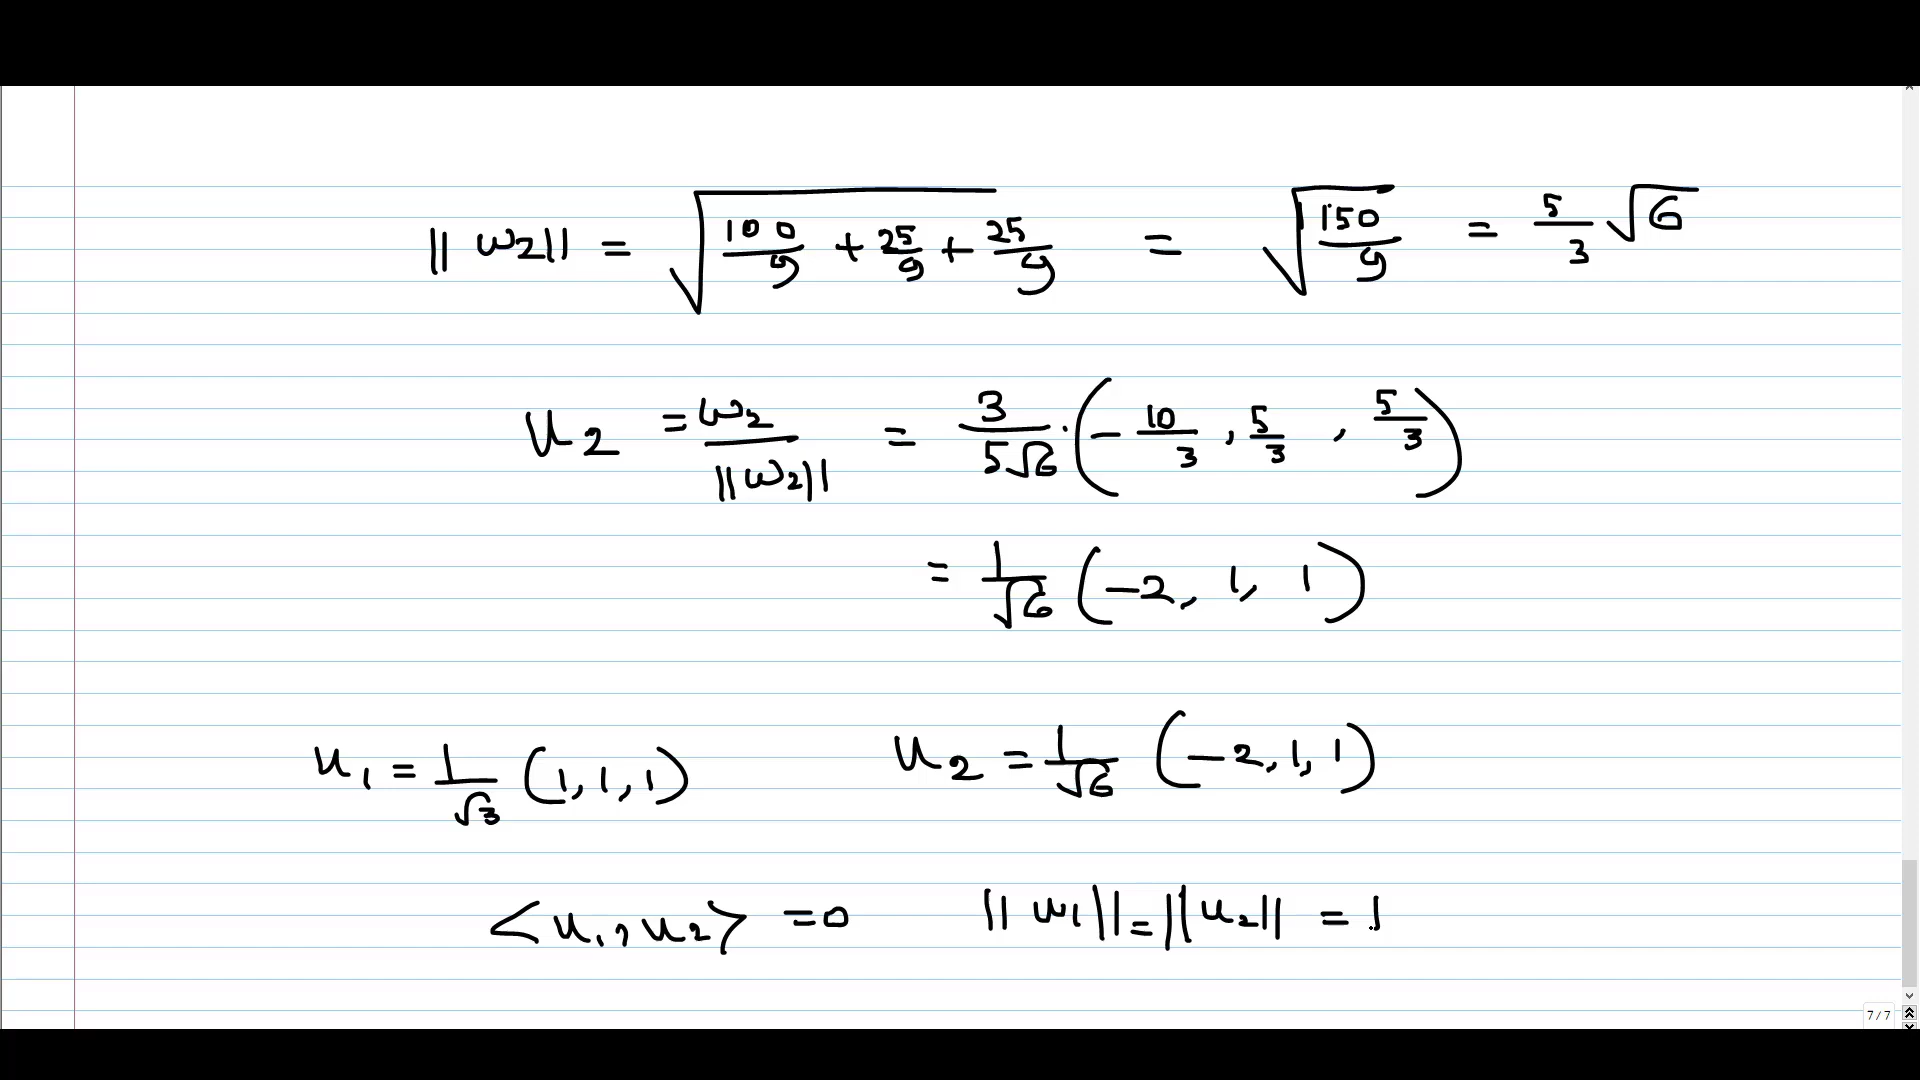 ||w2|| = √(100/9 + 25/9 + 25/9) = √(150/9) = 5/3 √6
u2 = w2/||w2|| = 3/5√6 · (-10/3, 5/3, 5/3)
= 1/√6 (-2, 1, 1)
u1 = 1/√3 (1, 1, 1) u2 = 1/√6 (-2, 1, 1)
<u1, u2> = 0 ||u1|| = ||u2|| = 1
7 / 7